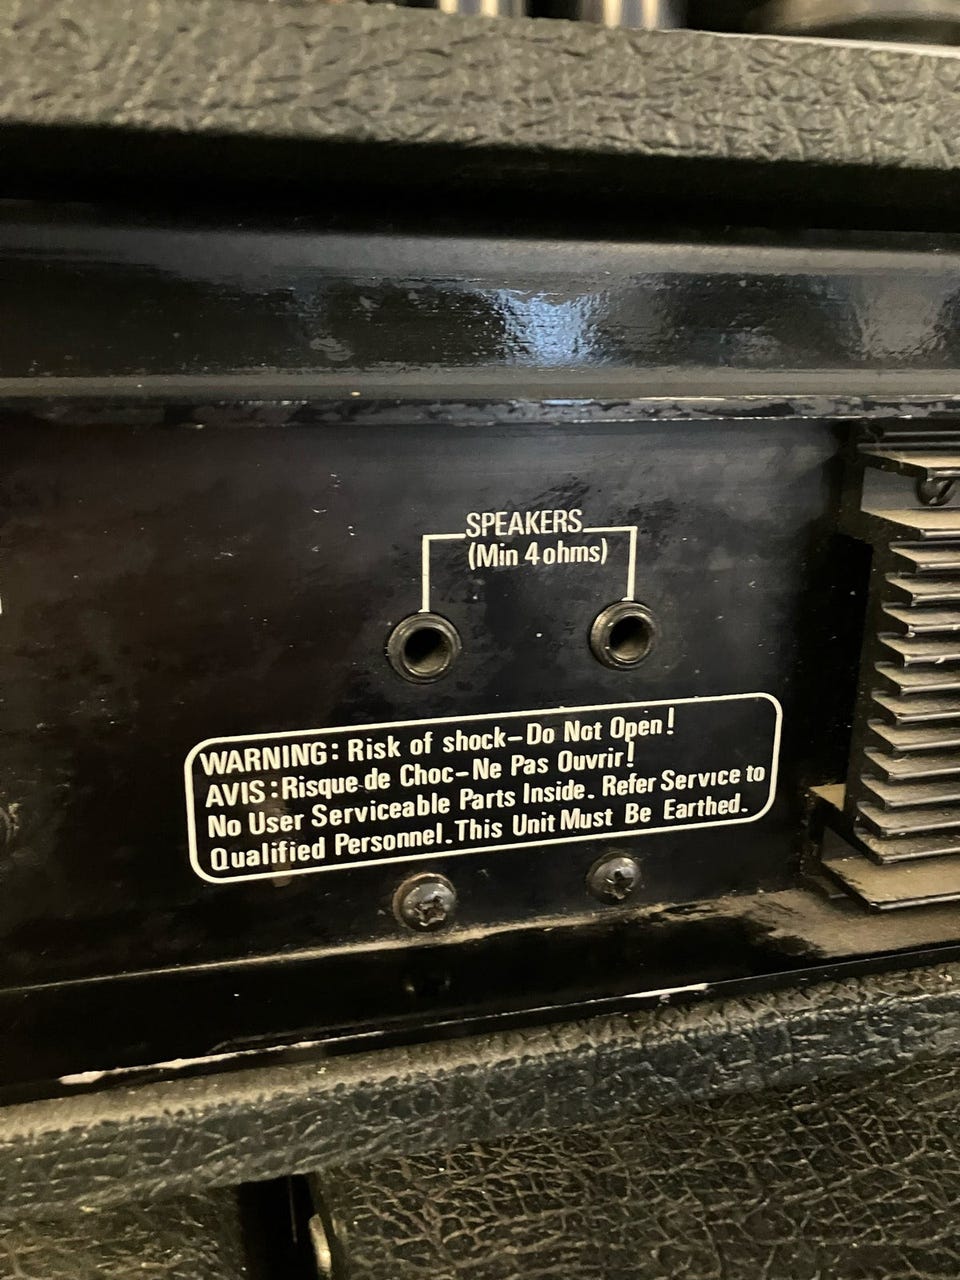 SPEAKERS
(Min 4 ohms)
WARNING: Risk of shock-Do Not Open!
AVIS: Risque de Choc-Ne Pas Ouvrir!
No User Serviceable Parts Inside. Refer Service to
Qualified Personnel. This Unit Must Be Earthed.